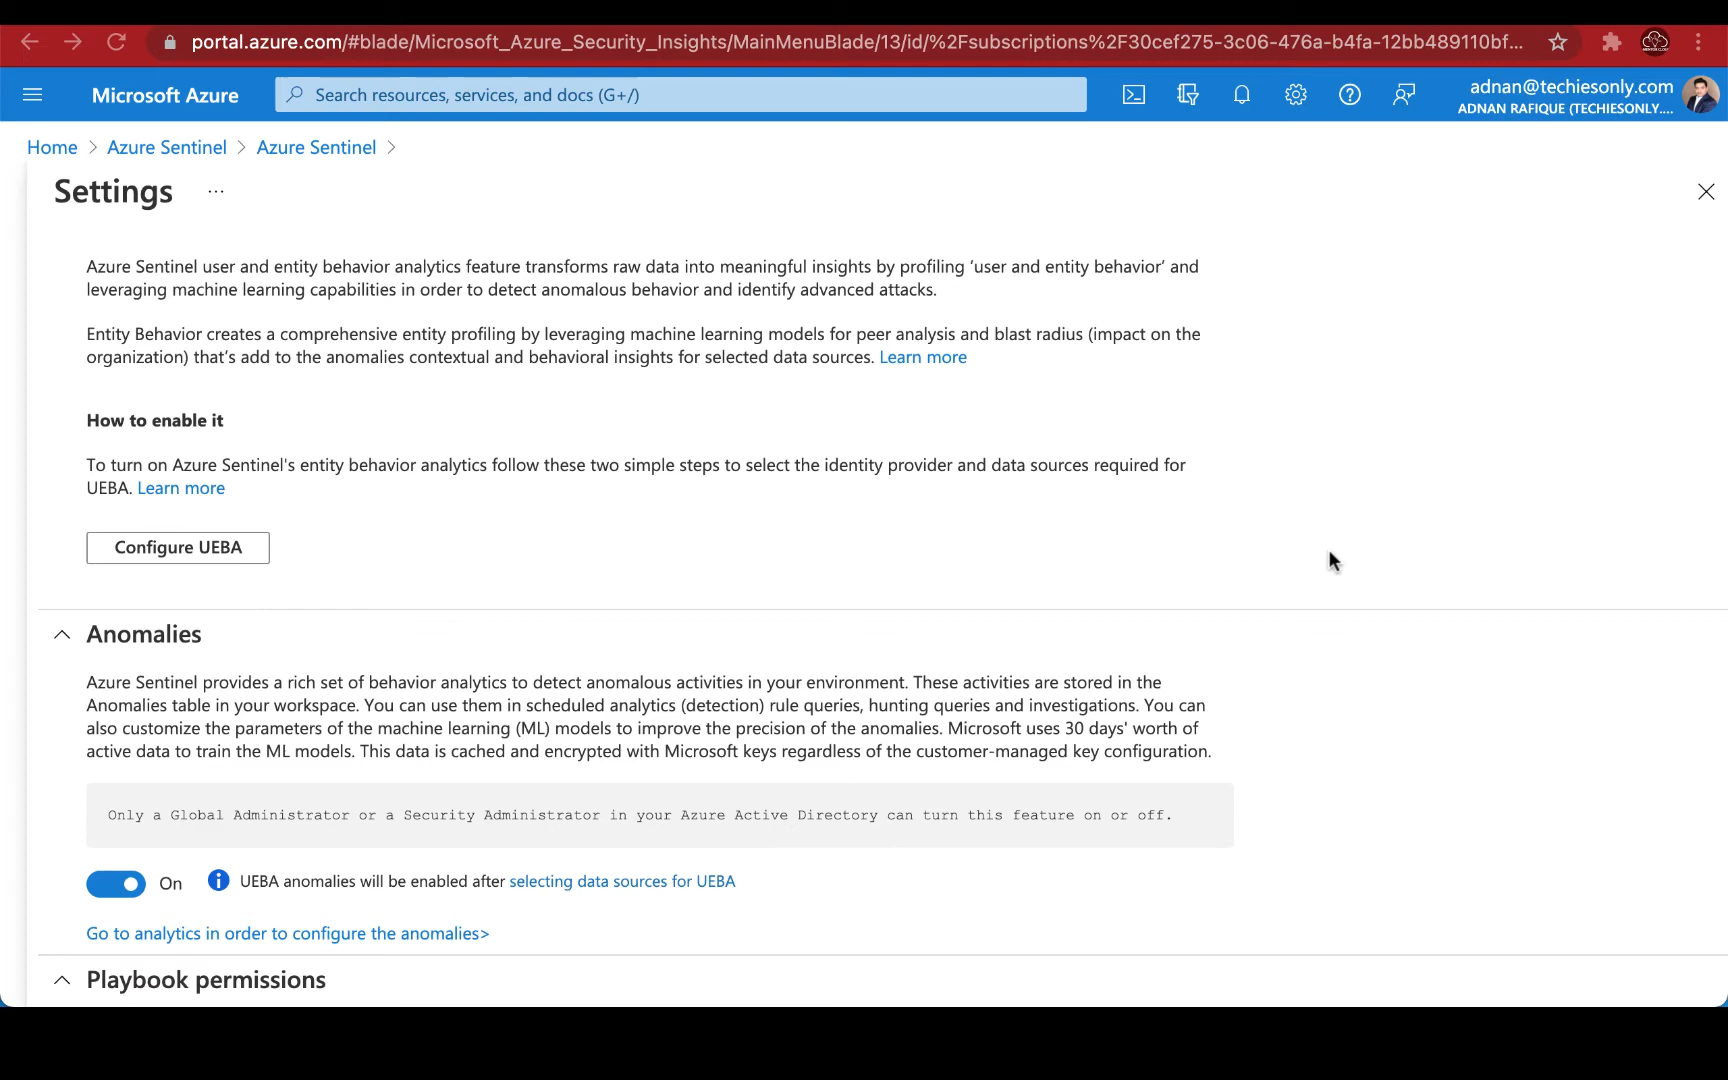 portal.azure.com/#blade/Microsoft_Azure_Security_Insights/MainMenuBlade/13/id/%2Fsubscriptions%2F30cef275-3c06-476a-b4fa-12bb489110bf...
Microsoft Azure
Search resources, services, and docs (G+/)
adnan@techiesonly.com
ADNAN RAFIQUE (TECHIESONLY....
Home > Azure Sentinel > Azure Sentinel >
Settings ...
Azure Sentinel user and entity behavior analytics feature transforms raw data into meaningful insights by profiling ‘user and entity behavior’ and
leveraging machine learning capabilities in order to detect anomalous behavior and identify advanced attacks.
Entity Behavior creates a comprehensive entity profiling by leveraging machine learning models for peer analysis and blast radius (impact on the
organization) that’s add to the anomalies contextual and behavioral insights for selected data sources. Learn more
How to enable it
To turn on Azure Sentinel's entity behavior analytics follow these two simple steps to select the identity provider and data sources required for
UEBA. Learn more
Configure UEBA
Anomalies
Azure Sentinel provides a rich set of behavior analytics to detect anomalous activities in your environment. These activities are stored in the
Anomalies table in your workspace. You can use them in scheduled analytics (detection) rule queries, hunting queries and investigations. You can
also customize the parameters of the machine learning (ML) models to improve the precision of the anomalies. Microsoft uses 30 days' worth of
active data to train the ML models. This data is cached and encrypted with Microsoft keys regardless of the customer-managed key configuration.
Only a Global Administrator or a Security Administrator in your Azure Active Directory can turn this feature on or off.
On UEBA anomalies will be enabled after selecting data sources for UEBA
Go to analytics in order to configure the anomalies>
Playbook permissions